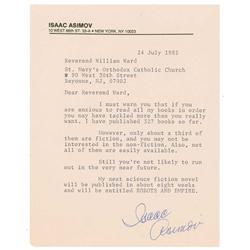 ISAAC ASIMOV
10 WEST 66th ST. 33-A • NEW YORK, NY 10023
24 July 1985
Reverend William Ward
St. Mary's Orthodox Catholic Church
90 West 30th Street
Bayonne, NJ, 07002
Dear Reverend Ward,
I must warn you that if you
are anxious to read all my books in order
you may have tackled more than you really
want. I have published 327 books so far.
However, only about a third of
them are fiction, and you may not be
interested in the non-fiction. Also, not
all of them are easily available.
Still you're not likely to run
out in the very near future.
My next science fiction novel
will be published in about eight weeks
and will be entitled ROBOTS AND EMPIRE.
Isaac
Asimov